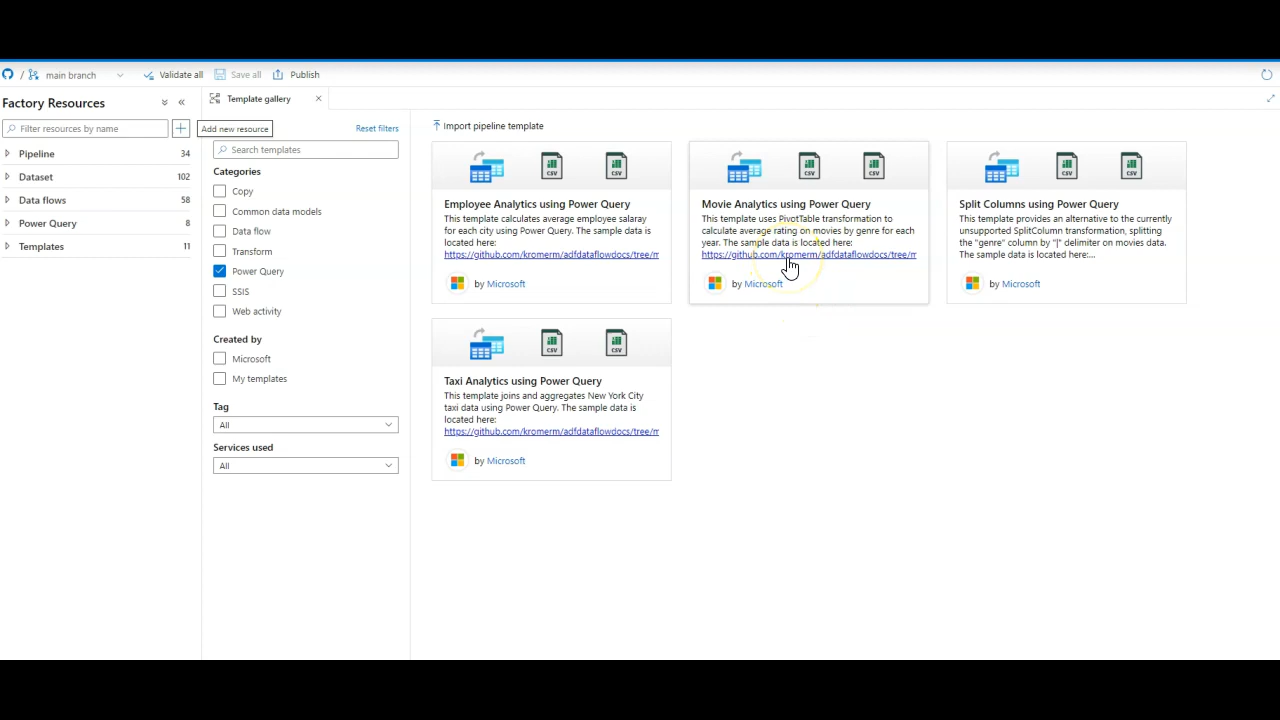 / main branch
Validate all
Save all
Publish
Factory Resources
Template gallery
Filter resources by name
Add new resource
Reset filters
Pipeline 34
Dataset 102
Data flows 58
Power Query 8
Templates 11
Search templates
Categories
Copy
Common data models
Data flow
Transform
Power Query
SSIS
Web activity
Created by
Microsoft
My templates
Tag
All
Services used
All
Import pipeline template
CSV
CSV
Employee Analytics using Power Query
This template calculates average employee salaray
for each city using Power Query. The sample data is
located here:
https://github.com/kromerm/adfdataflowdocs/tree/m
by Microsoft
CSV
CSV
Movie Analytics using Power Query
This template uses PivotTable transformation to
calculate average rating on movies by genre for each
year. The sample data is located here:
https://github.com/kromerm/adfdataflowdocs/tree/m
by Microsoft
CSV
CSV
Split Columns using Power Query
This template provides an alternative to the currently
unsupported SplitColumn transformation, splitting
the "genre" column by "|" delimiter on movies data.
The sample data is located here:...
by Microsoft
CSV
CSV
Taxi Analytics using Power Query
This template joins and aggregates New York City
taxi data using Power Query. The sample data is
located here:
https://github.com/kromerm/adfdataflowdocs/tree/m
by Microsoft